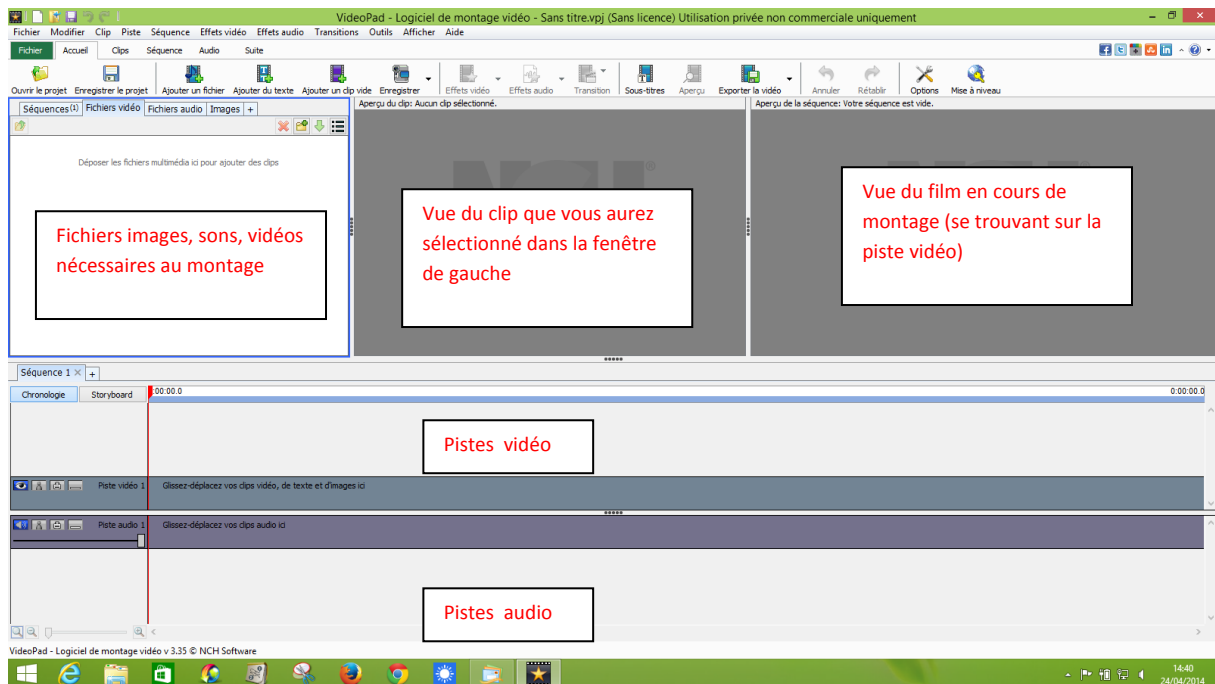 VideoPad - Logiciel de montage vidéo - Sans titre.vpj (Sans licence) Utilisation privée non commerciale uniquement
Fichier Modifier Clip Piste Séquence Effets vidéo Effets audio Transitions Outils Afficher Aide
Fichier Accueil Clips Séquence Audio Suite
Ouvrir le projet Enregistrer le projet Ajouter un fichier Ajouter du texte Ajouter un clip vide Enregistrer Effets vidéo Effets audio Transition Sous-titres Aperçu Exporter la vidéo Annuler Rétablir Options Mise à niveau
Séquences (1) Fichiers vidéo Fichiers audio Images +
Aperçu du clip: Aucun clip sélectionné.
Aperçu de la séquence: Votre séquence est vide.
Déposer les fichiers multimédia ici pour ajouter des clips
Fichiers images, sons, vidéos
nécessaires au montage
Vue du clip que vous aurez
sélectionné dans la fenêtre
de gauche
Vue du film en cours de
montage (se trouvant sur la
piste vidéo)
Séquence 1 × +
Chronologie Storyboard :00:00.0 0:00:00.0
Pistes vidéo
Piste vidéo 1 Glissez-déplacez vos clips vidéo, de texte et d'images ici
Piste audio 1 Glissez-déplacez vos clips audio ici
Pistes audio
VideoPad - Logiciel de montage vidéo v 3.35 © NCH Software
14:40
24/04/2014